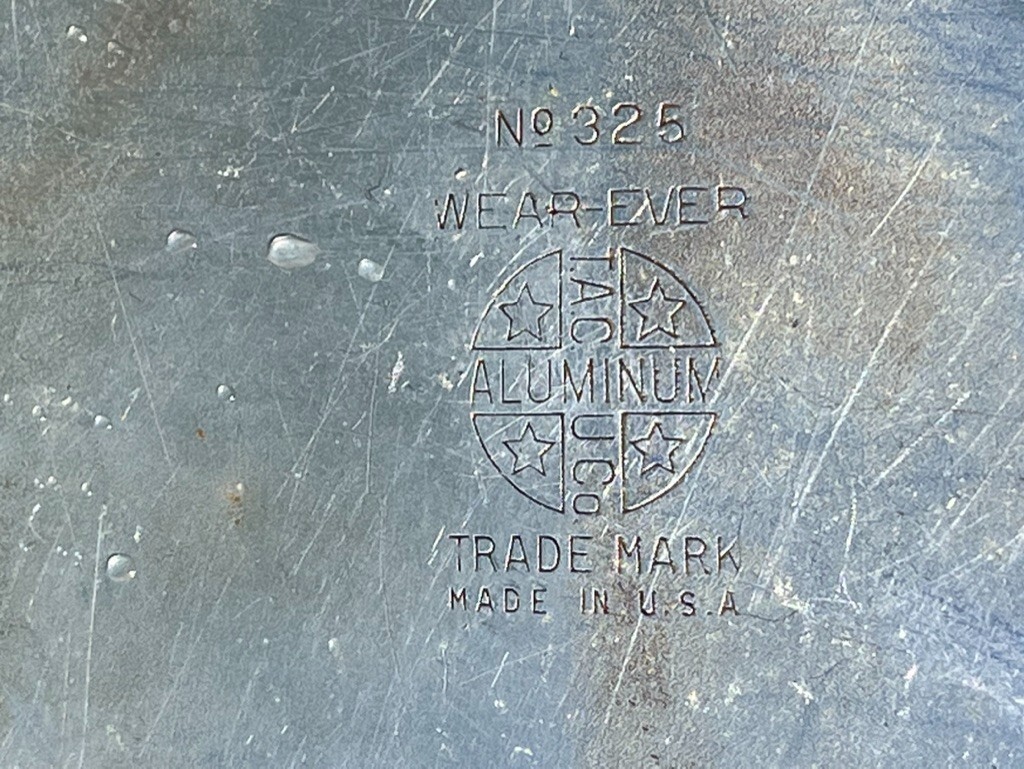 Nº 325
WEAR-EVER
T.A.C
ALUMINUM
U Co
TRADE MARK
MADE IN U.S.A